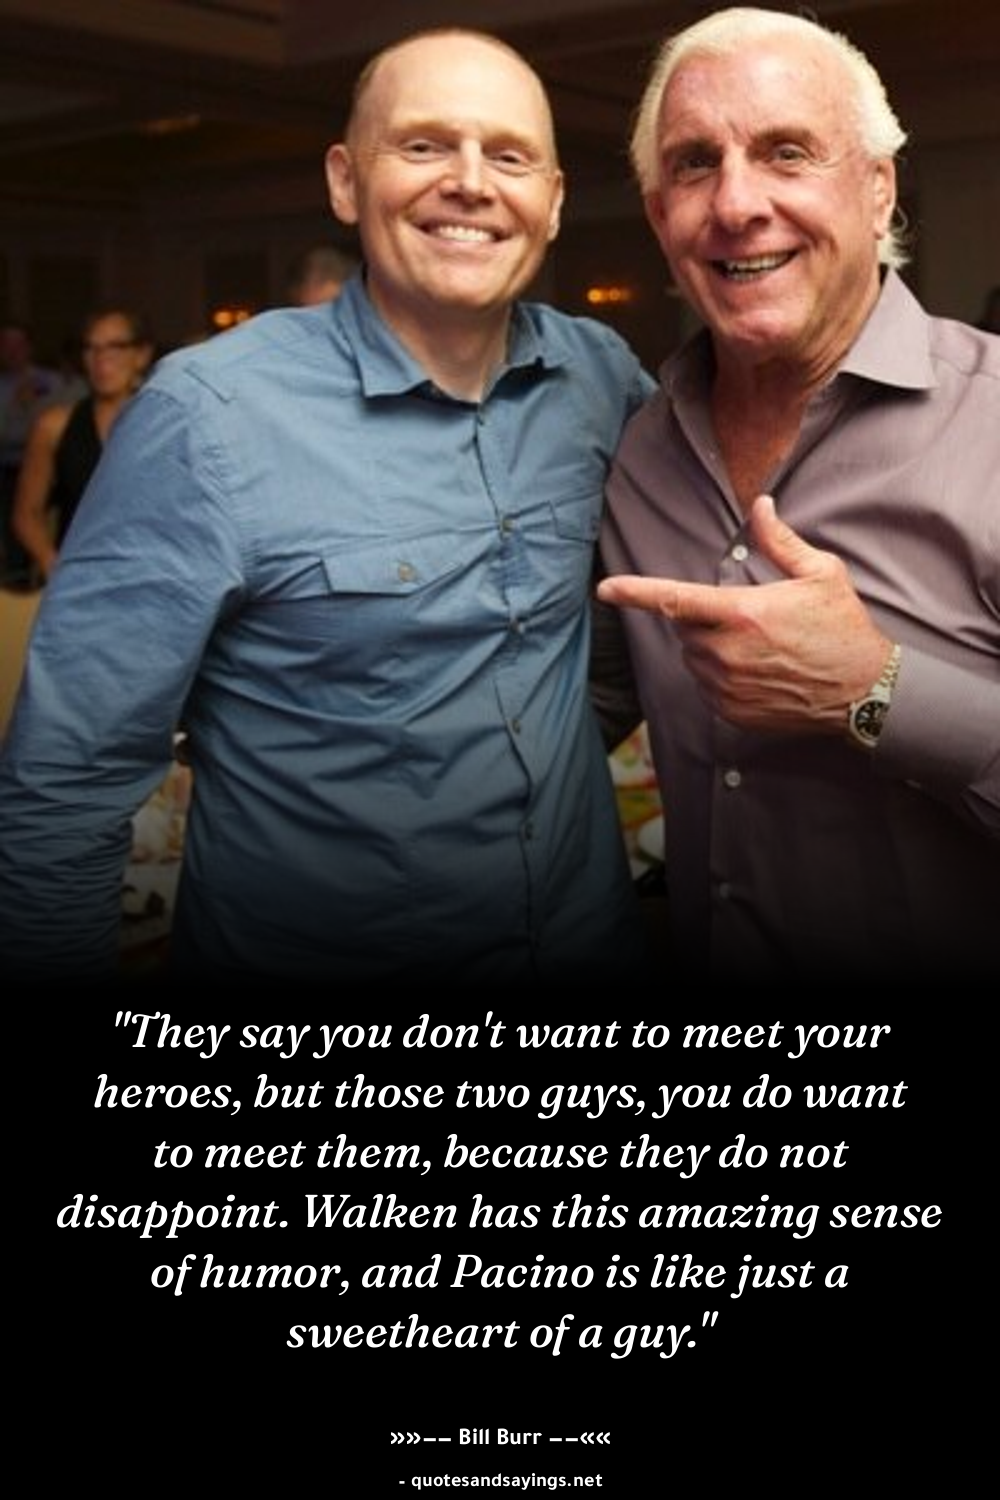 "They say you don't want to meet your
heroes, but those two guys, you do want
to meet them, because they do not
disappoint. Walken has this amazing sense
of humor, and Pacino is like just a
sweetheart of a guy."
»»−− Bill Burr −−««
- quotesandsayings.net